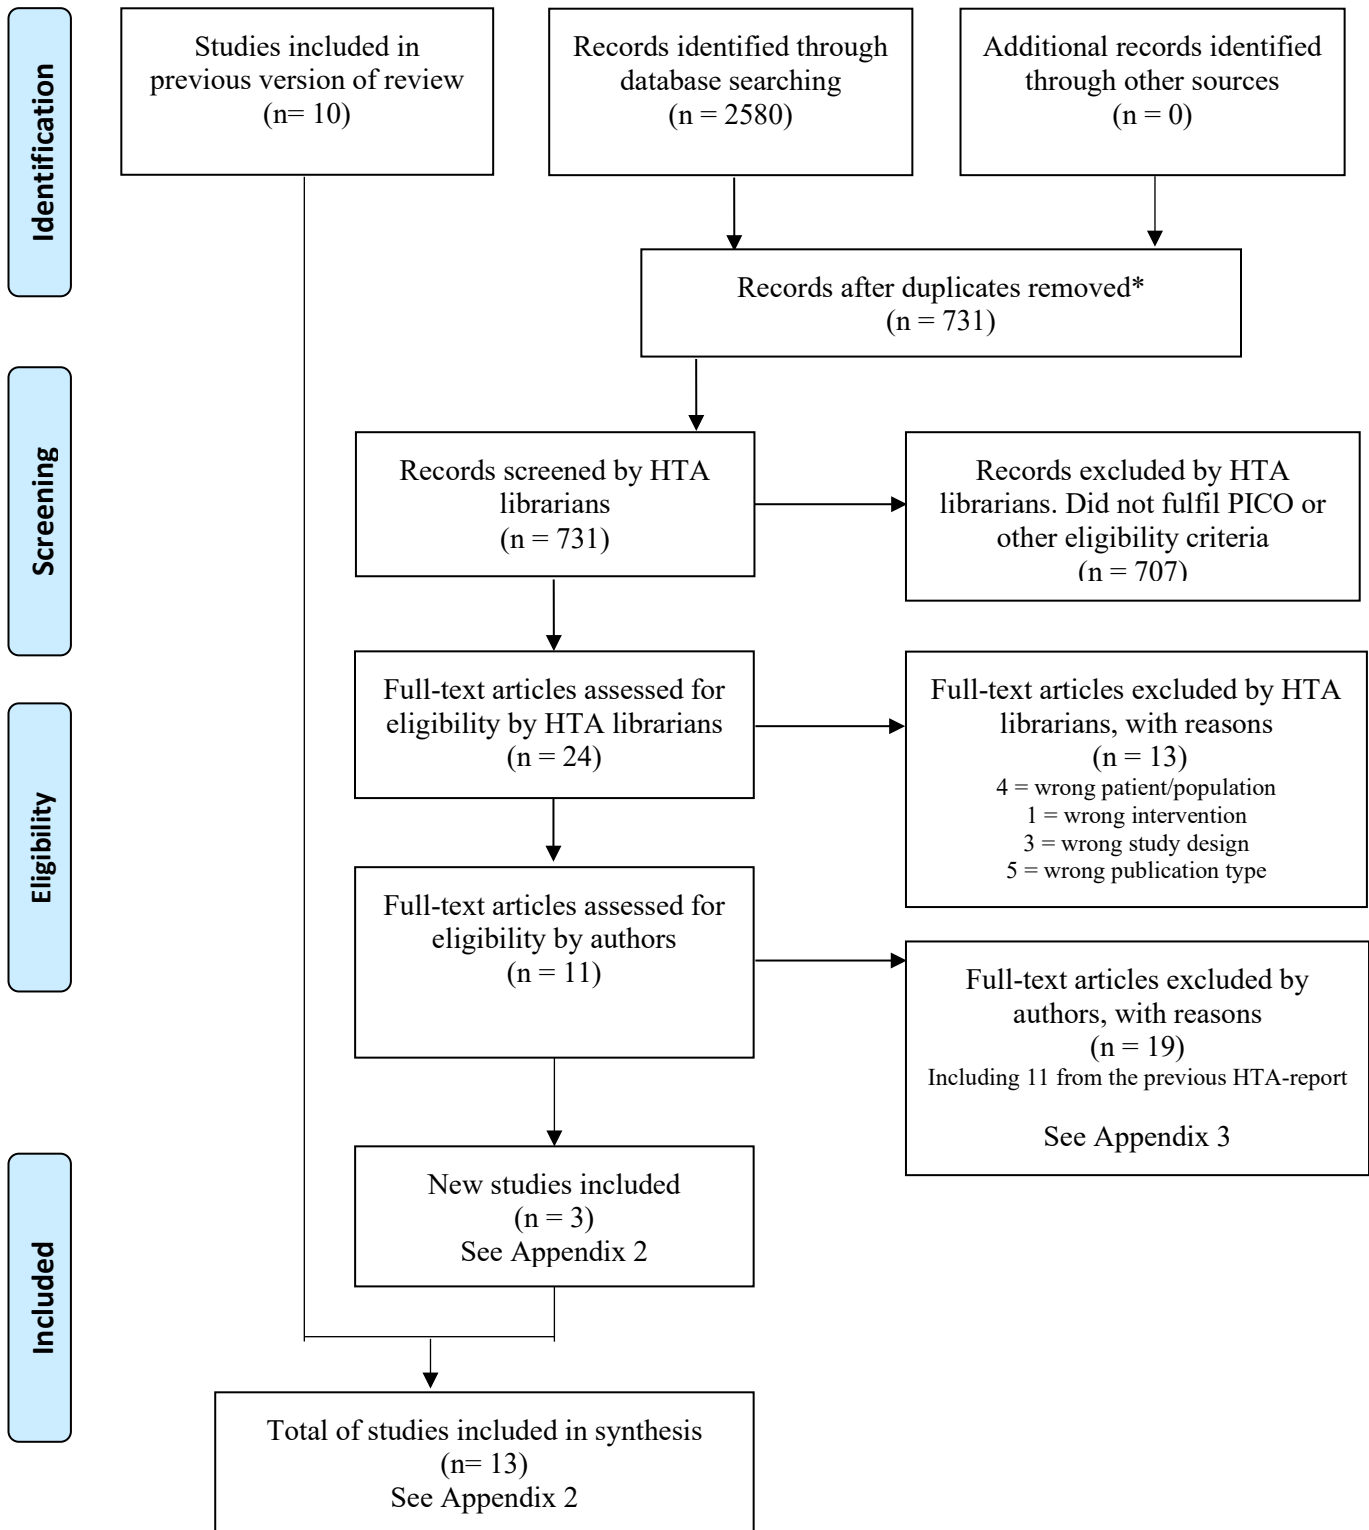 Identification
Studies included in
previous version of review
(n= 10)
Records identified through
database searching
(n = 2580)
Additional records identified
through other sources
(n = 0)
Records after duplicates removed*
(n = 731)
Screening
Records screened by HTA
librarians
(n = 731)
Records excluded by HTA
librarians. Did not fulfil PICO or
other eligibility criteria
(n = 707)
Eligibility
Full-text articles assessed for
eligibility by HTA librarians
(n = 24)
Full-text articles excluded by HTA
librarians, with reasons
(n = 13)
4 = wrong patient/population
1 = wrong intervention
3 = wrong study design
5 = wrong publication type
Full-text articles assessed for
eligibility by authors
(n = 11)
Full-text articles excluded by
authors, with reasons
(n = 19)
Including 11 from the previous HTA-report
See Appendix 3
Included
New studies included
(n = 3)
See Appendix 2
Total of studies included in synthesis
(n= 13)
See Appendix 2